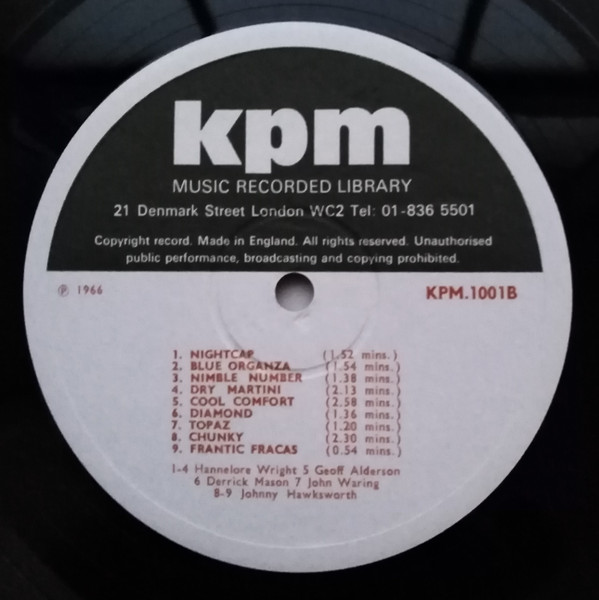 kpm
MUSIC RECORDED LIBRARY
21 Denmark Street London WC2 Tel: 01-836 5501
Copyright record. Made in England. All rights reserved. Unauthorised
public performance, broadcasting and copying prohibited.
℗ 1966 KPM.1001B
1. NIGHTCAP (1.52 mins.)
2. BLUE ORGANZA (1.54 mins.)
3. NIMBLE NUMBER (1.38 mins.)
4. DRY MARTINI (2.13 mins.)
5. COOL COMFORT (2.58 mins.)
6. DIAMOND (1.36 mins.)
7. TOPAZ (1.20 mins.)
8. CHUNKY (2.30 mins.)
9. FRANTIC FRACAS (0.54 mins.)
1-4 Hannelore Wright 5 Geoff Alderson
6 Derrick Mason 7 John Waring
8-9 Johnny Hawksworth